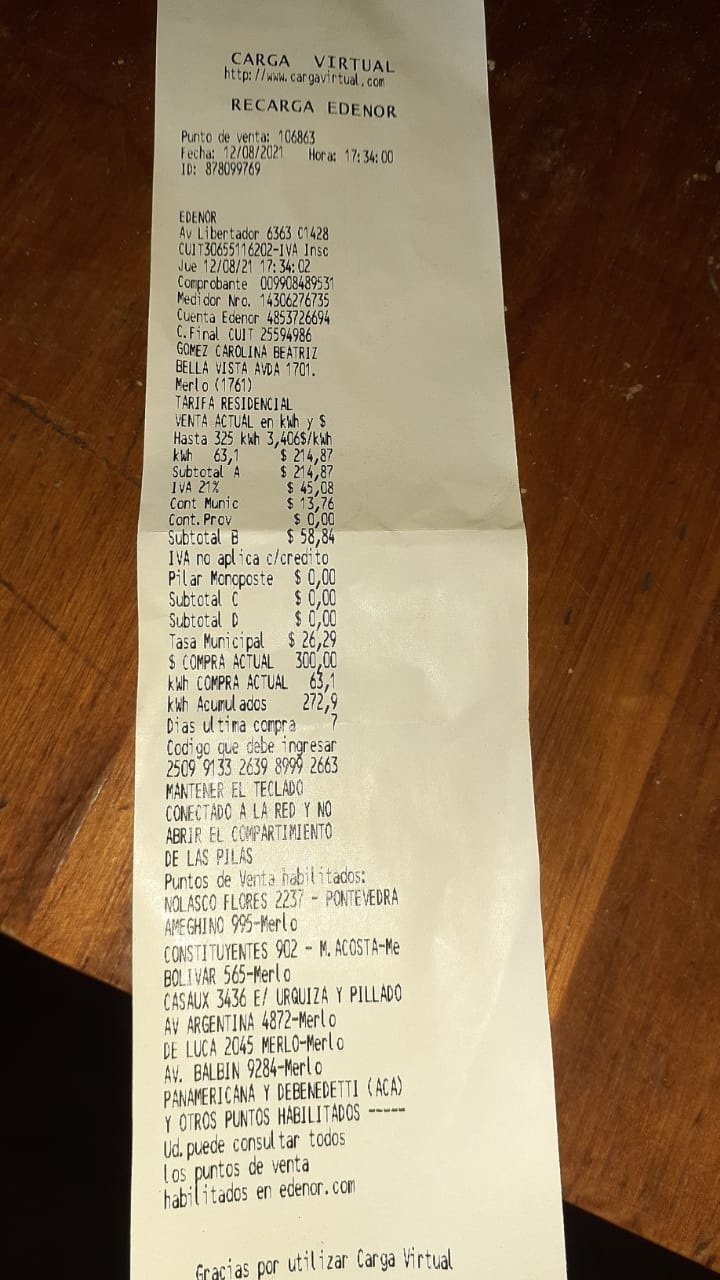 CARGA VIRTUAL
http://www.cargavirtual.com
RECARGA EDENOR
Punto de venta: 106863
Fecha: 12/08/2021 Hora: 17:34:00
ID: 878099769
EDENOR
Av Libertador 6363 C1428
CUIT30655116202-IVA Insc
Jue 12/08/21 17:34:02
Comprobante 009908489531
Medidor Nro. 14306276735
Cuenta Edenor 4853726694
C.Final CUIT 25594986
GOMEZ CAROLINA BEATRIZ
BELLA VISTA AVDA 1701.
Merlo (1761)
TARIFA RESIDENCIAL
VENTA ACTUAL en kWh y $
Hasta 325 kWh 3,406$/kWh
kWh 63,1 $ 214,87
Subtotal A $ 214,87
IVA 21% $ 45,08
Cont Munic $ 13,76
Cont.Prov $ 0,00
Subtotal B $ 58,84
IVA no aplica c/credito
Pilar Monoposte $ 0,00
Subtotal C $ 0,00
Subtotal D $ 0,00
Tasa Municipal $ 26,29
$ COMPRA ACTUAL 300,00
kWh COMPRA ACTUAL 63,1
kWh Acumulados 272,9
Dias ultima compra 7
Codigo que debe ingresar
2509 9133 2639 8999 2663
MANTENER EL TECLADO
CONECTADO A LA RED Y NO
ABRIR EL COMPARTIMIENTO
DE LAS PILAS
Puntos de Venta habilitados:
NOLASCO FLORES 2237 - PONTEVEDRA
AMEGHINO 995-Merlo
CONSTITUYENTES 902 - M.ACOSTA-Me
BOLIVAR 565-Merlo
CASAUX 3436 E/ URQUIZA Y PILLADO
AV ARGENTINA 4872-Merlo
DE LUCA 2045 MERLO-Merlo
AV. BALBIN 9284-Merlo
PANAMERICANA Y DEBENEDETTI (ACA)
Y OTROS PUNTOS HABILITADOS -----
Ud.puede consultar todos
los puntos de venta
habilitados en edenor.com
Gracias por utilizar Carga Virtual